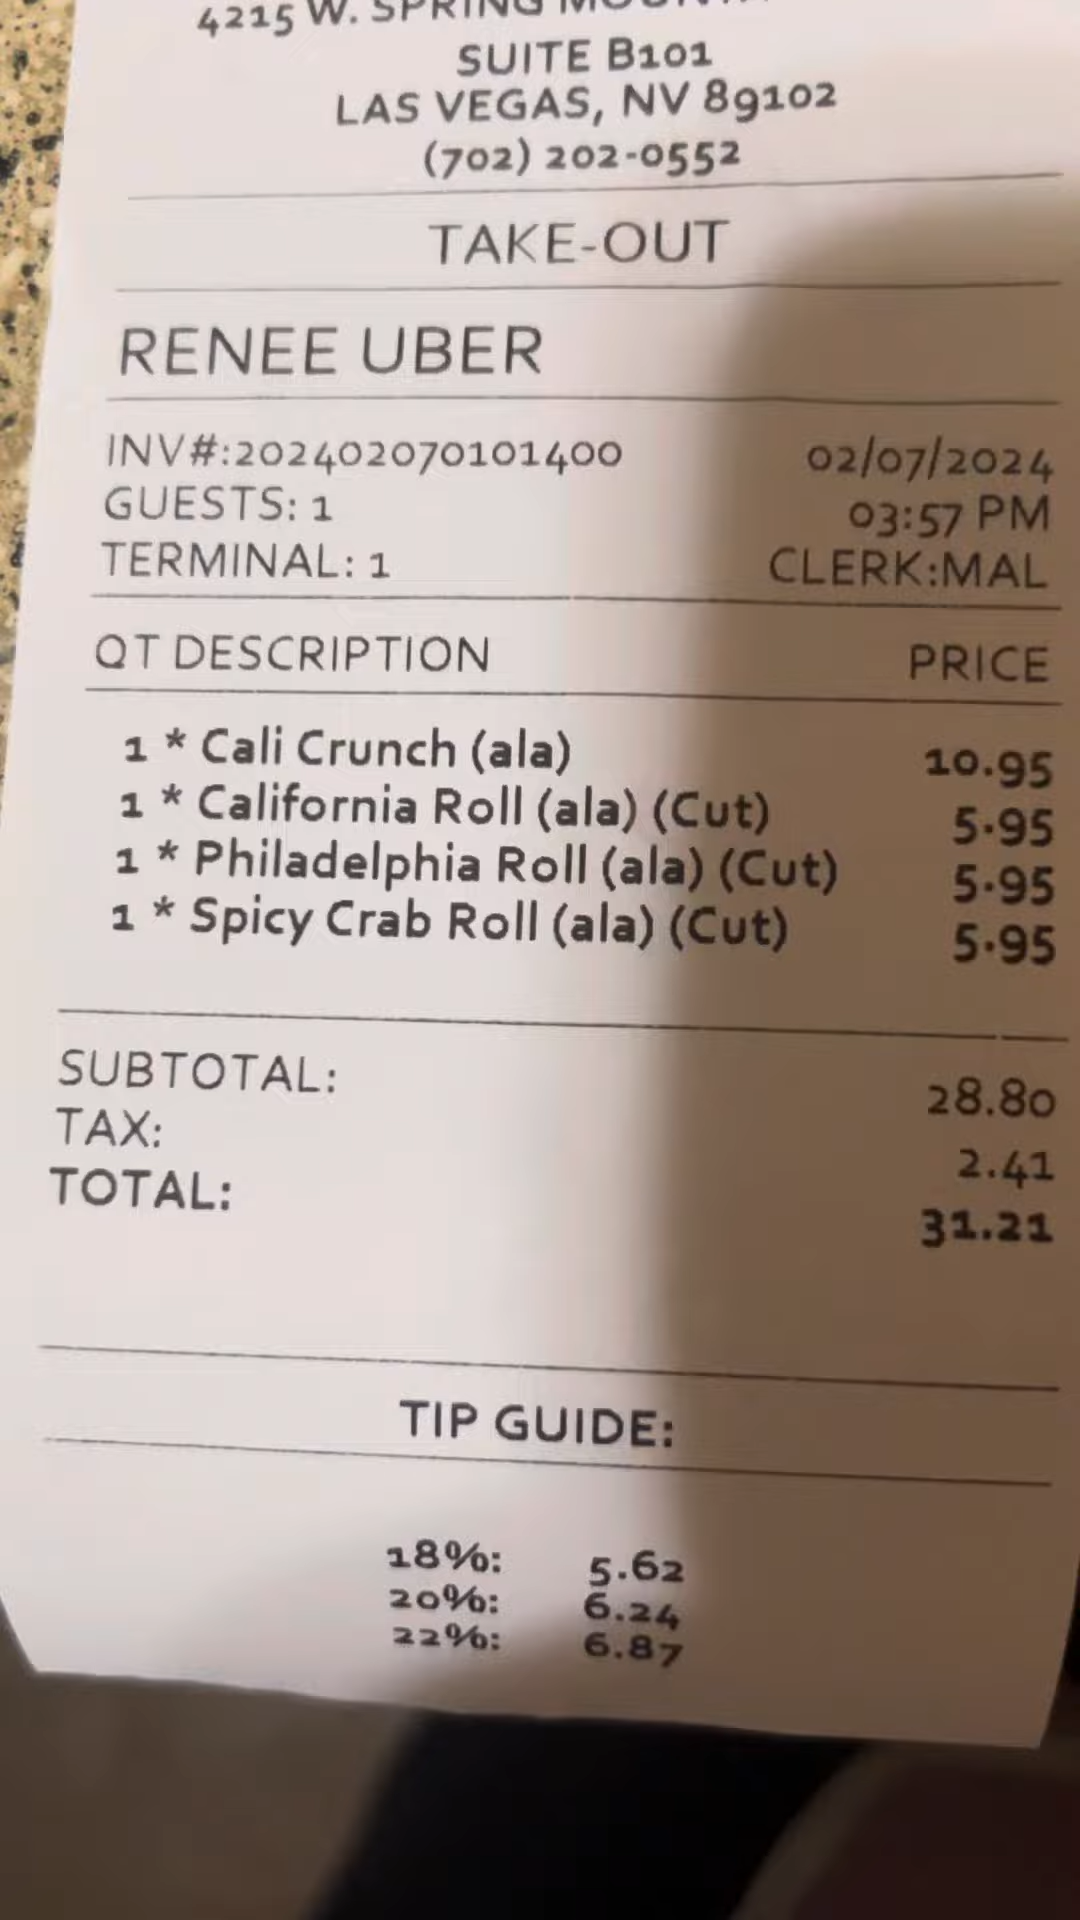 4215 W. SPRING
SUITE B101
LAS VEGAS, NV 89102
(702) 202-0552
TAKE-OUT
RENEE UBER
INV#:202402070101400 02/07/2024
GUESTS: 1 03:57 PM
TERMINAL: 1 CLERK:MAL
QT DESCRIPTION PRICE
1 * Cali Crunch (ala) 10.95
1 * California Roll (ala) (Cut) 5.95
1 * Philadelphia Roll (ala) (Cut) 5.95
1 * Spicy Crab Roll (ala) (Cut) 5.95
SUBTOTAL: 28.80
TAX: 2.41
TOTAL: 31.21
TIP GUIDE:
18%: 5.62
20%: 6.24
22%: 6.87